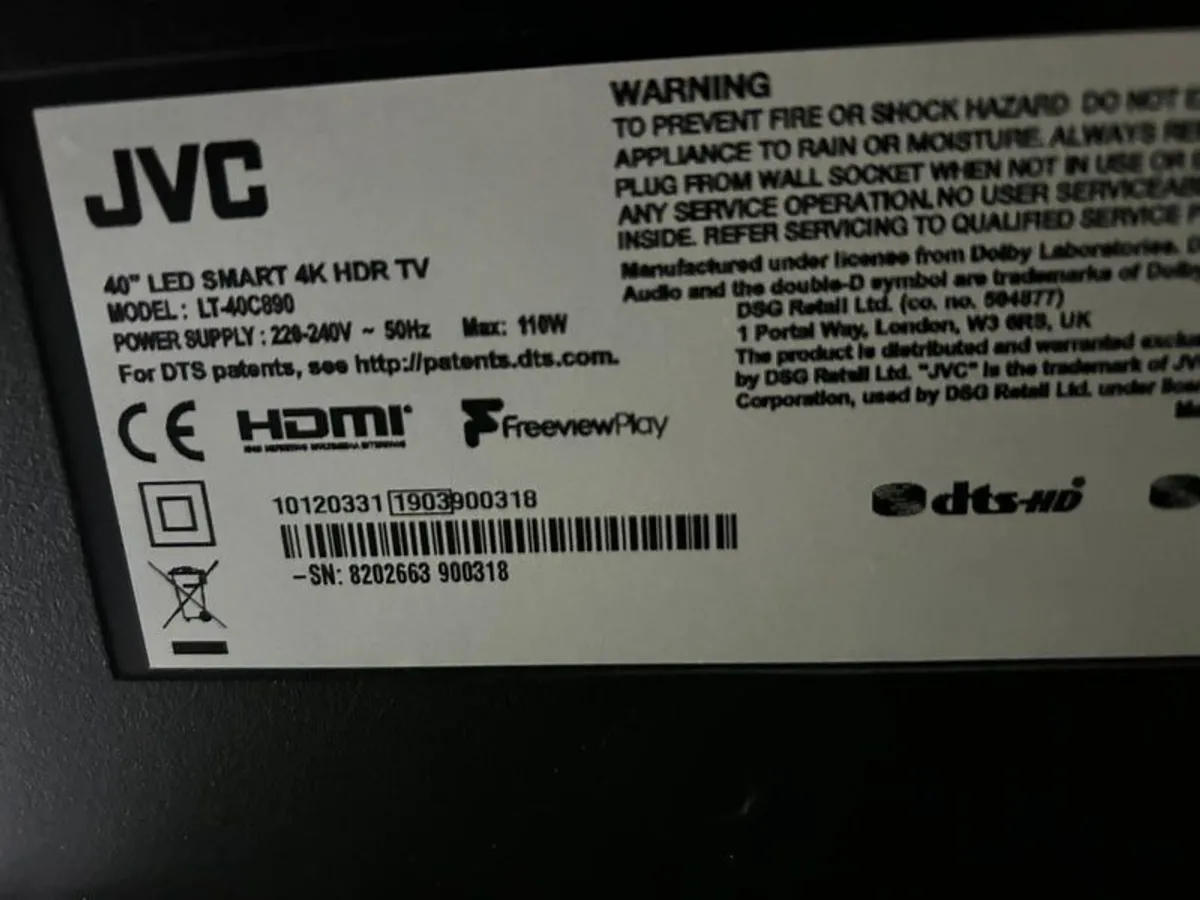 JVC
40" LED SMART 4K HDR TV
MODEL: LT-40C890
POWER SUPPLY : 220-240V ~ 50Hz Max: 110W
For DTS patents, see http://patents.dts.com.
CE HDMI FreeviewPlay
WARNING
TO PREVENT FIRE OR SHOCK HAZARD DO NOT
APPLIANCE TO RAIN OR MOISTURE. ALWAYS
PLUG FROM WALL SOCKET WHEN NOT IN USE OR
ANY SERVICE OPERATION. NO USER
INSIDE. REFER SERVICING TO QUALIFIED SERVICE
Manufactured under license from Dolby Laboratories.
Audio and the double-D symbol are trademarks of
DSG Retail Ltd. (co. no. 504877)
1 Portal Way, London, W3 6RS, UK
The product is distributed and warranted
by DSG Retail Ltd. "JVC" is the trademark of
Corporation, used by DSG Retail Ltd. under
10120331 1903900318
-SN: 8202663 900318
dts-HD